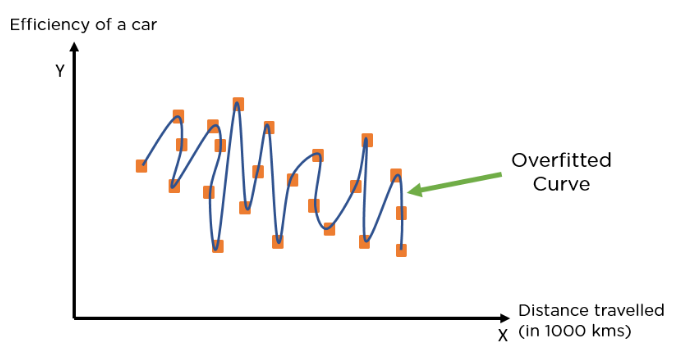 Efficiency of a car
Y
Overfitted
Curve
Distance travelled
X
(in 1000 kms)